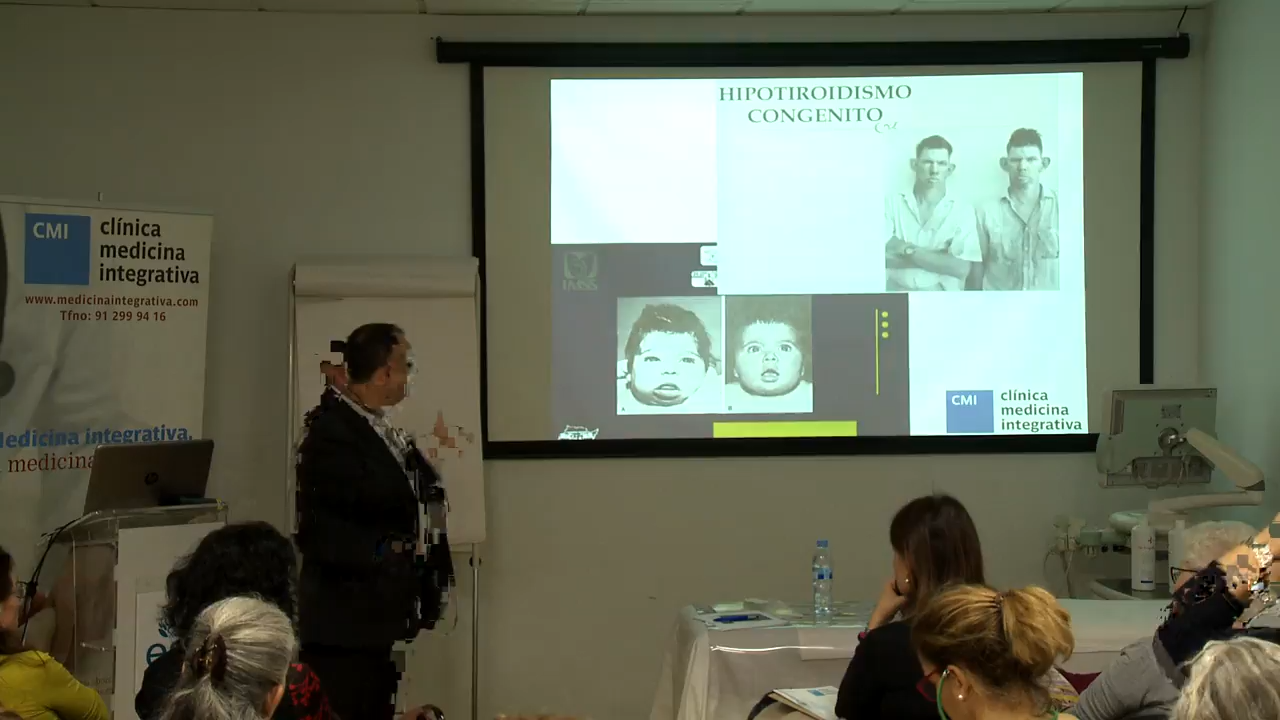 HIPOTIROIDISMO
CONGENITO
IMSS
A
B
CMI
clínica
medicina
integrativa
CMI
clínica
medicina
integrativa
www.medicinaintegrativa.com
Tfno: 91 299 94 16
medicina integrativa.
medicina
hp